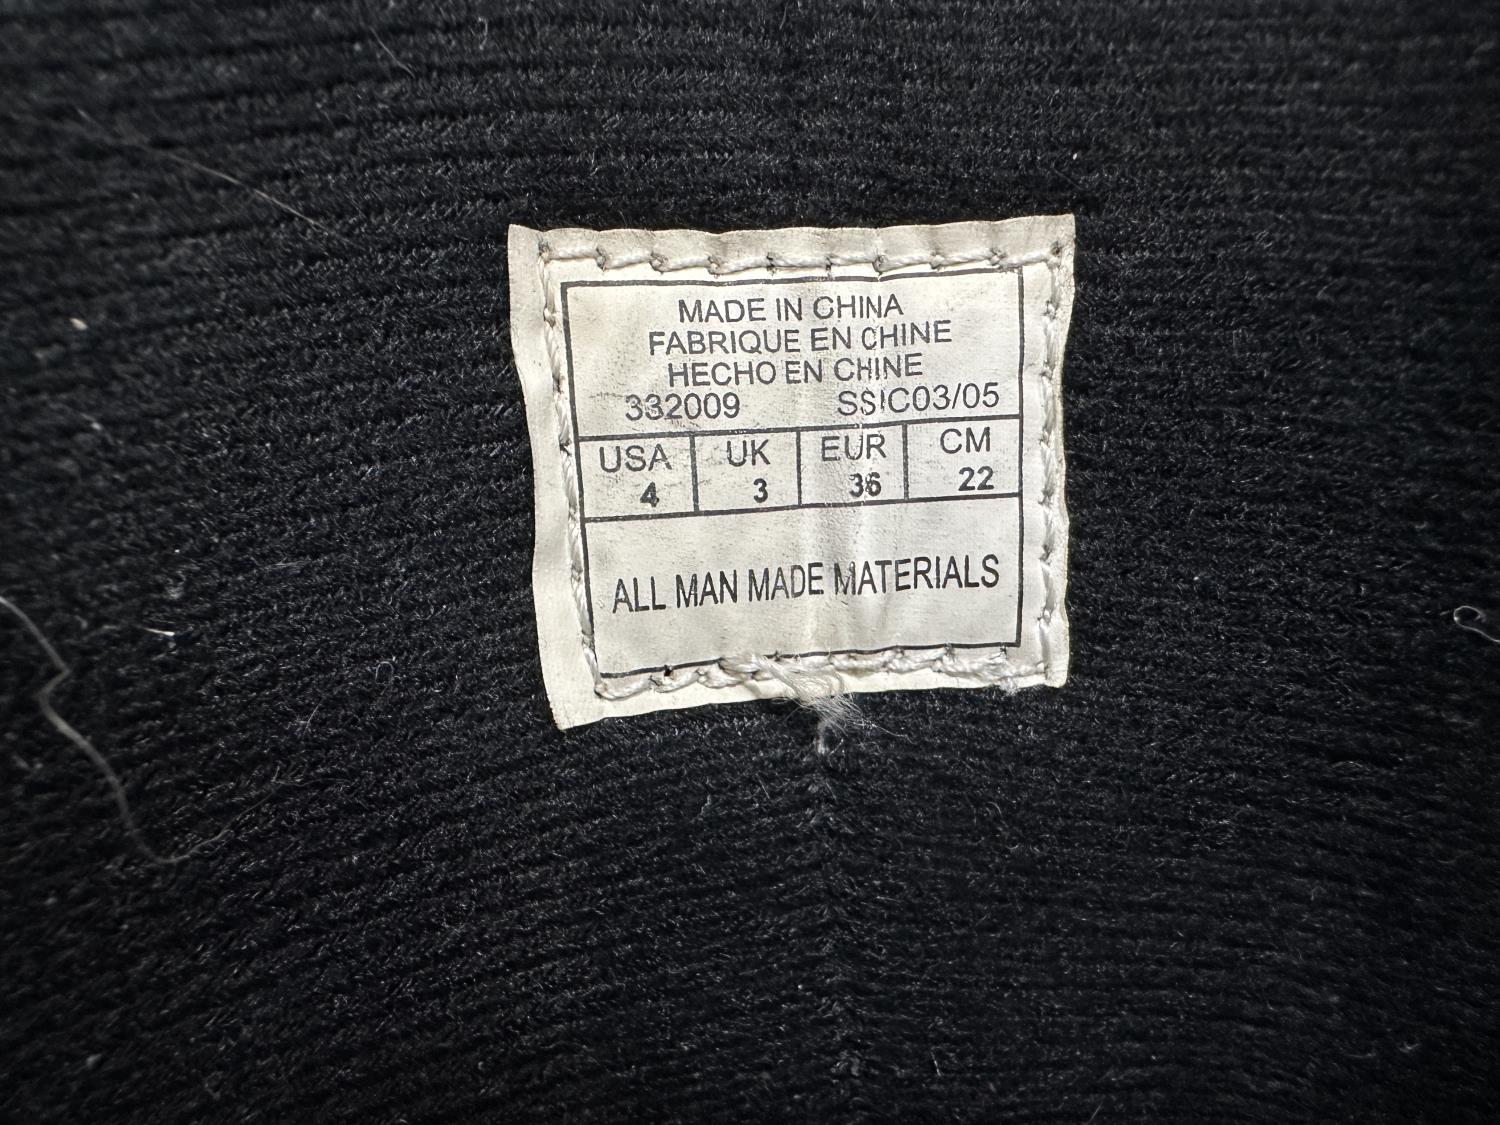 MADE IN CHINA
FABRIQUE EN CHINE
HECHO EN CHINE
332009 SSIC03/05
USA UK EUR CM
4 3 36 22
ALL MAN MADE MATERIALS